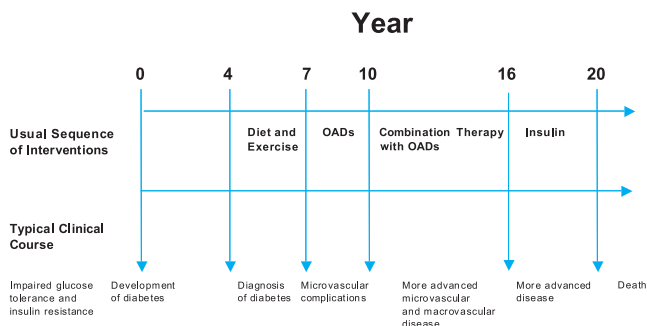 Year
0 4 7 10 16 20
Usual Sequence
of Interventions
Diet and
Exercise
OADs
Combination Therapy
with OADs
Insulin
Typical Clinical
Course
Impaired glucose
tolerance and
insulin resistance
Development
of diabetes
Diagnosis
of diabetes
Microvascular
complications
More advanced
microvascular
and macrovascular
disease
More advanced
disease
Death